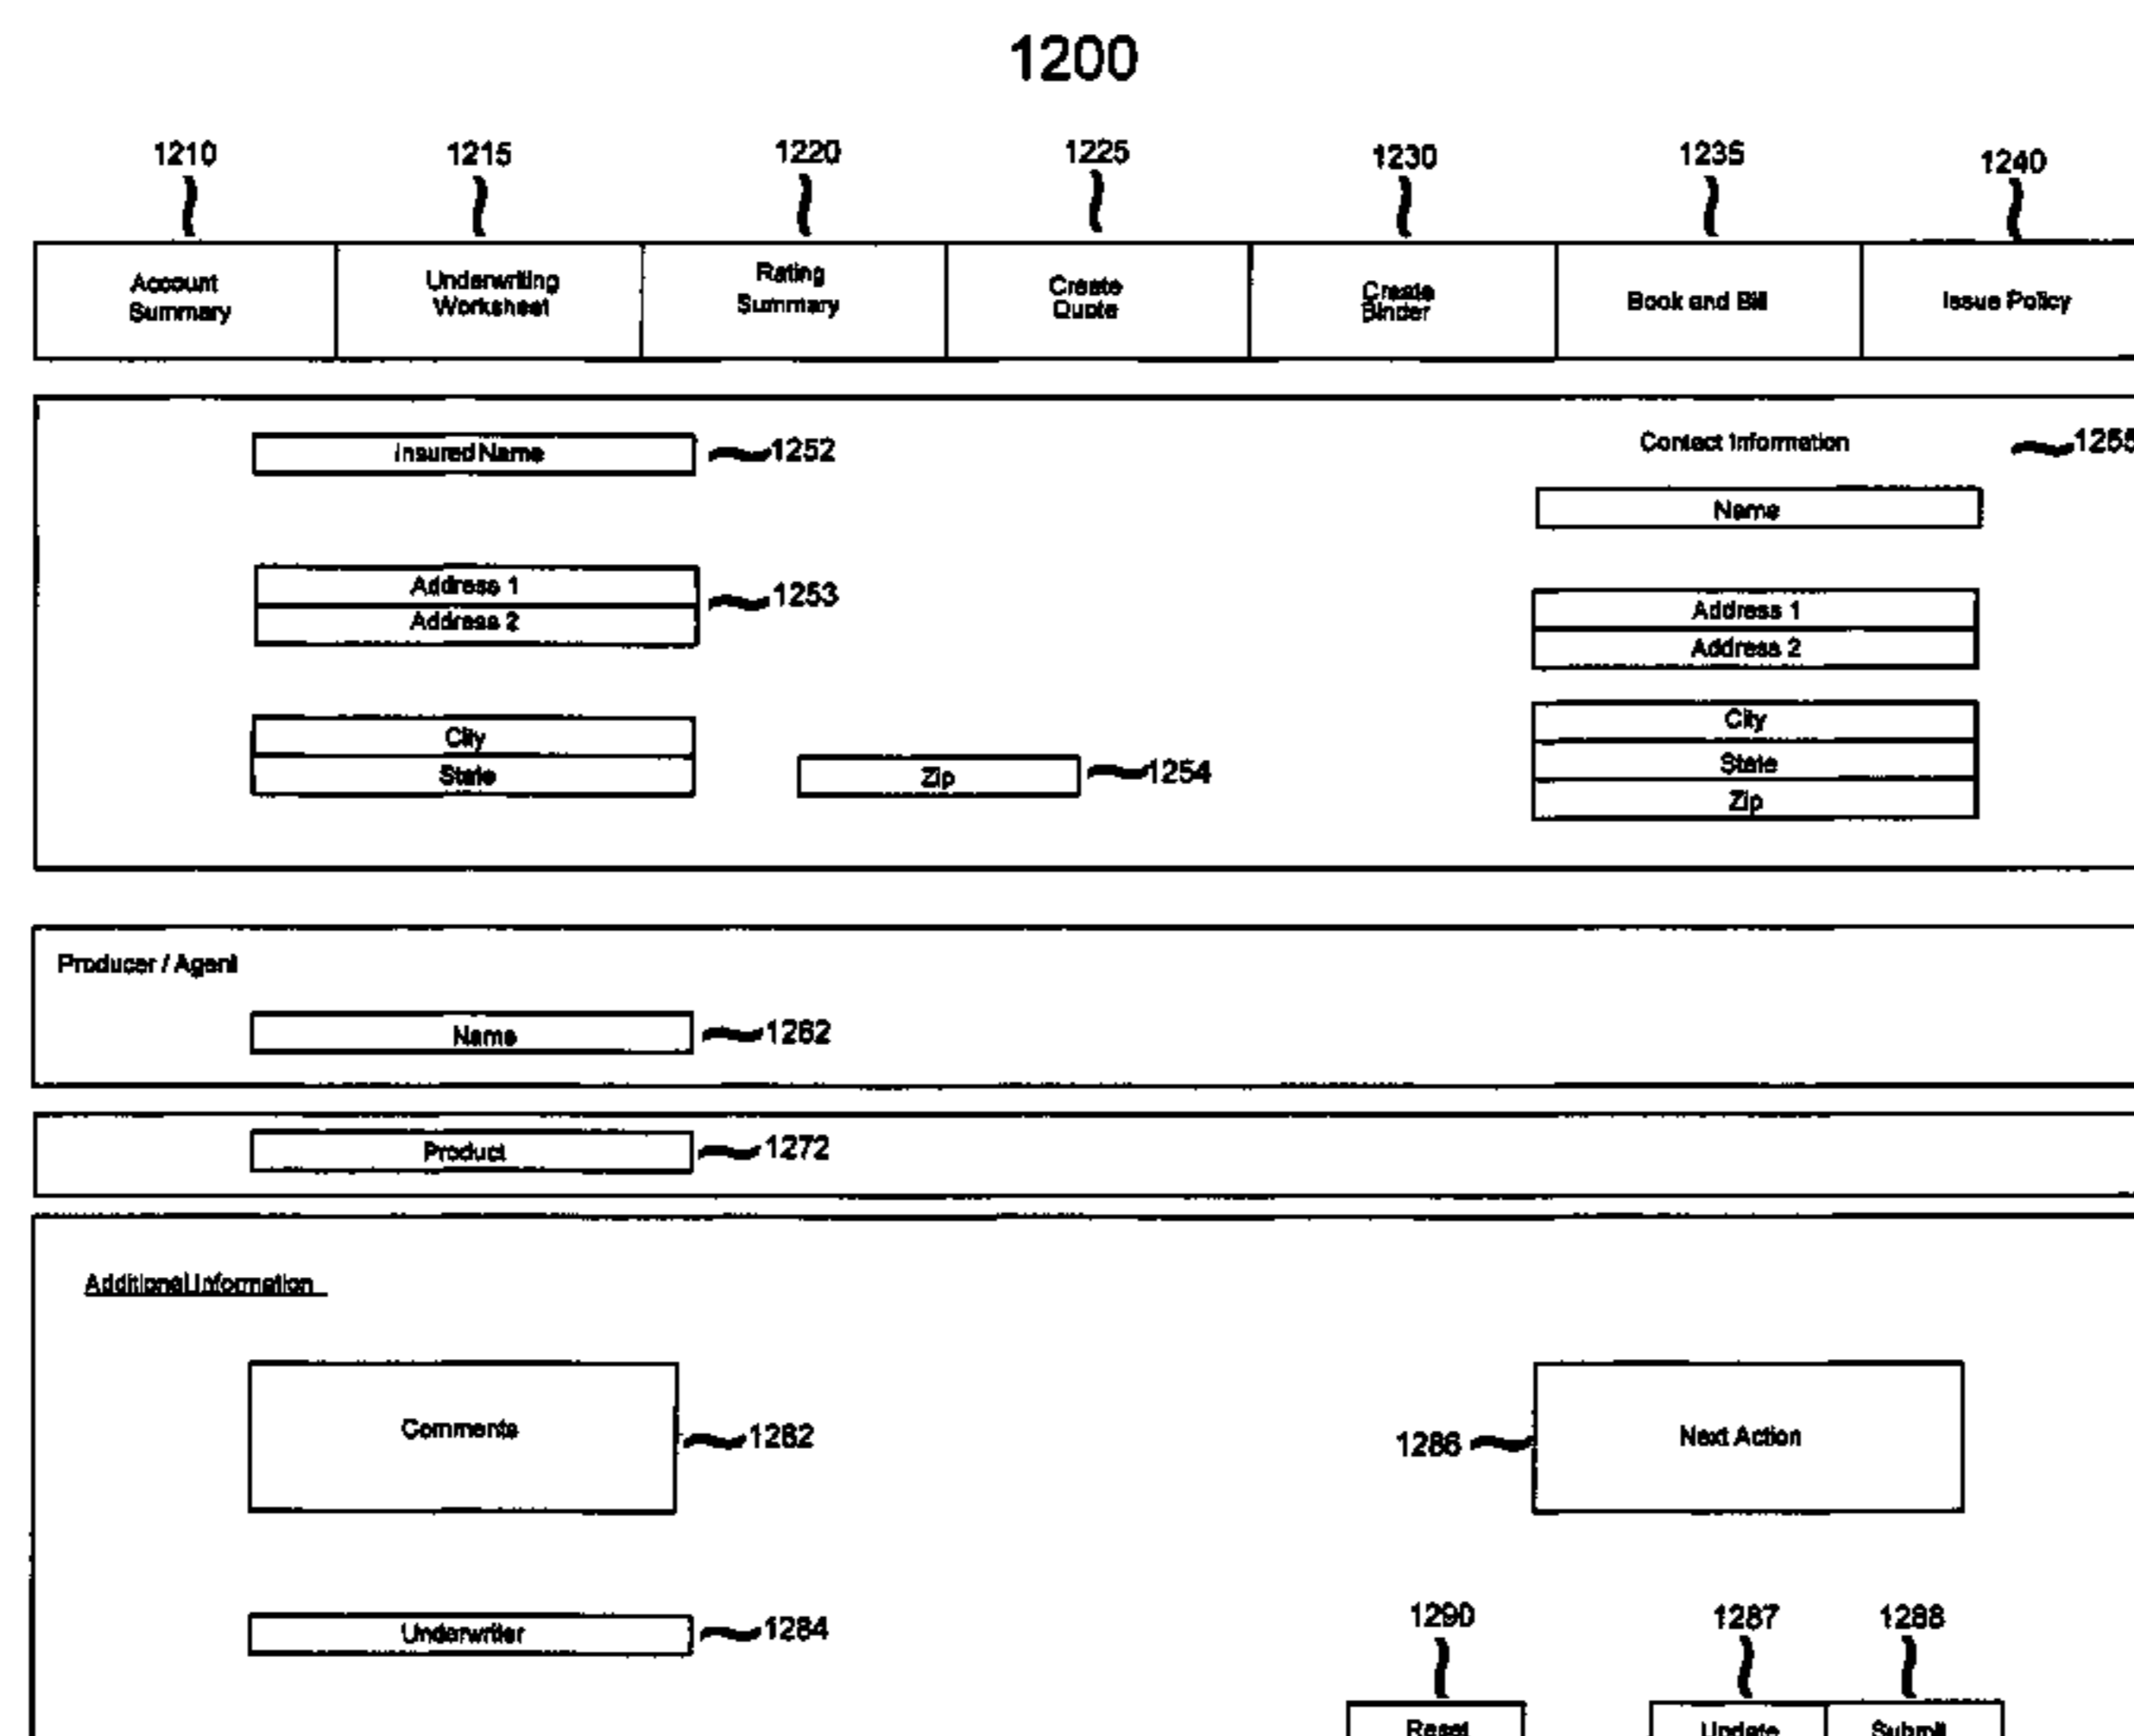 1200
1210 1215 1220 1225 1230 1235 1240
Account Summary
Underwriting Worksheet
Rating Summary
Create Quote
Create Binder
Book and Bill
Issue Policy
Insured Name 1252
Contact Information 1255
Name
Address 1
Address 2
1253
Address 1
Address 2
City
State
Zip 1254
City
State
Zip
Producer / Agent
Name 1262
Product 1272
Additional Information
Comments 1282
1286 Next Action
Underwriter 1284
1290 1287 1288
Reset Update Submit